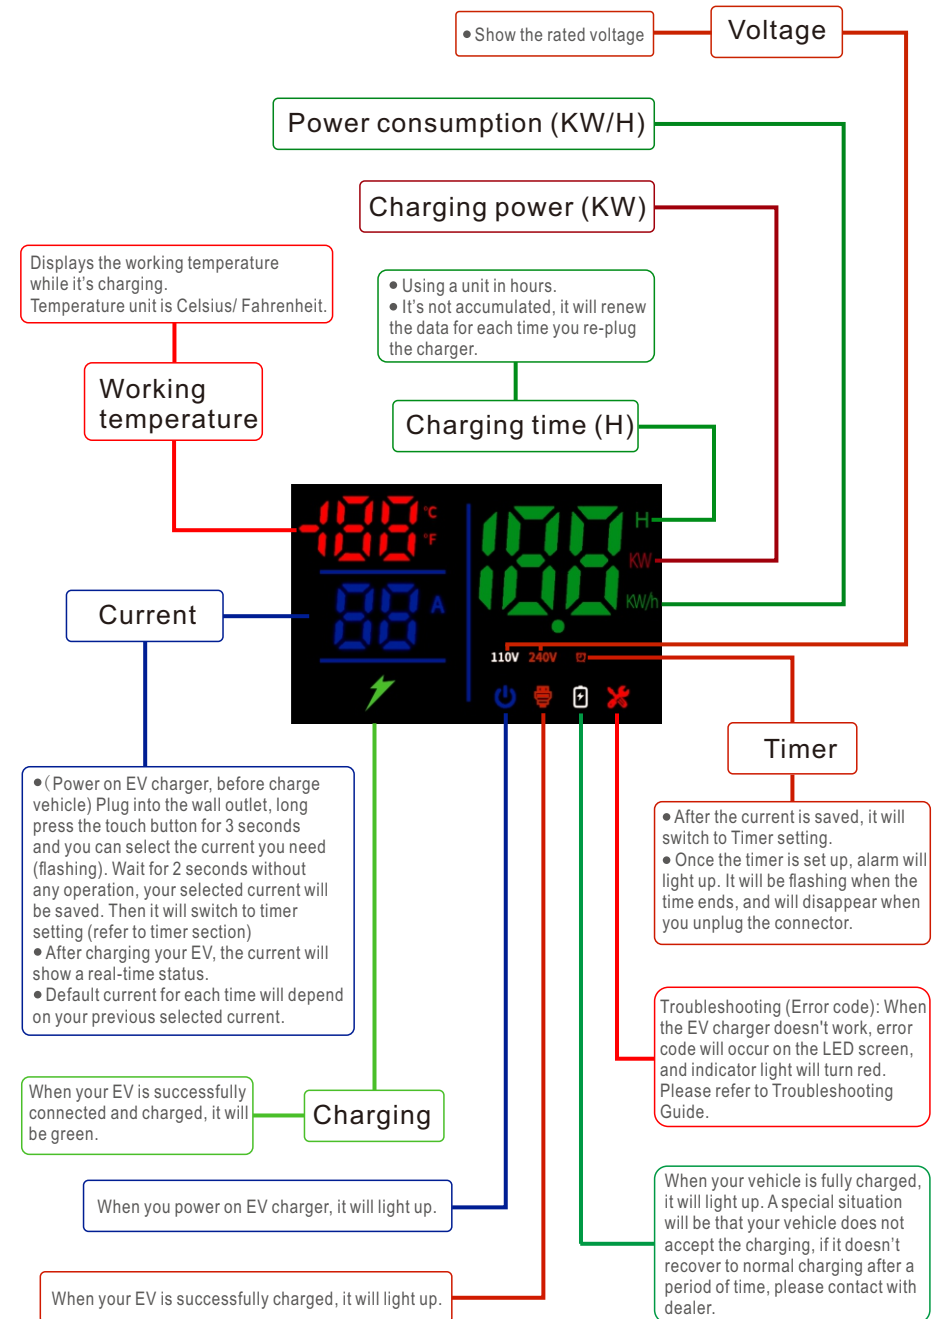 ● Show the rated voltage
Voltage
Power consumption (KW/H)
Charging power (KW)
Displays the working temperature
while it's charging.
Temperature unit is Celsius/ Fahrenheit.
● Using a unit in hours.
● It's not accumulated, it will renew
the data for each time you re-plug
the charger.
Working
temperature
Charging time (H)
-188 °C
°F
188 H
KW
KW/h
Current
88 A
110V 240V
Timer
● (Power on EV charger, before charge
vehicle) Plug into the wall outlet, long
press the touch button for 3 seconds
and you can select the current you need
(flashing). Wait for 2 seconds without
any operation, your selected current will
be saved. Then it will switch to timer
setting (refer to timer section)
● After charging your EV, the current will
show a real-time status.
● Default current for each time will depend
on your previous selected current.
● After the current is saved, it will
switch to Timer setting.
● Once the timer is set up, alarm will
light up. It will be flashing when the
time ends, and will disappear when
you unplug the connector.
Troubleshooting (Error code): When
the EV charger doesn't work, error
code will occur on the LED screen,
and indicator light will turn red.
Please refer to Troubleshooting
Guide.
When your EV is successfully
connected and charged, it will
be green.
Charging
When you power on EV charger, it will light up.
When your vehicle is fully charged,
it will light up. A special situation
will be that your vehicle does not
accept the charging, if it doesn't
recover to normal charging after a
period of time, please contact with
dealer.
When your EV is successfully charged, it will light up.